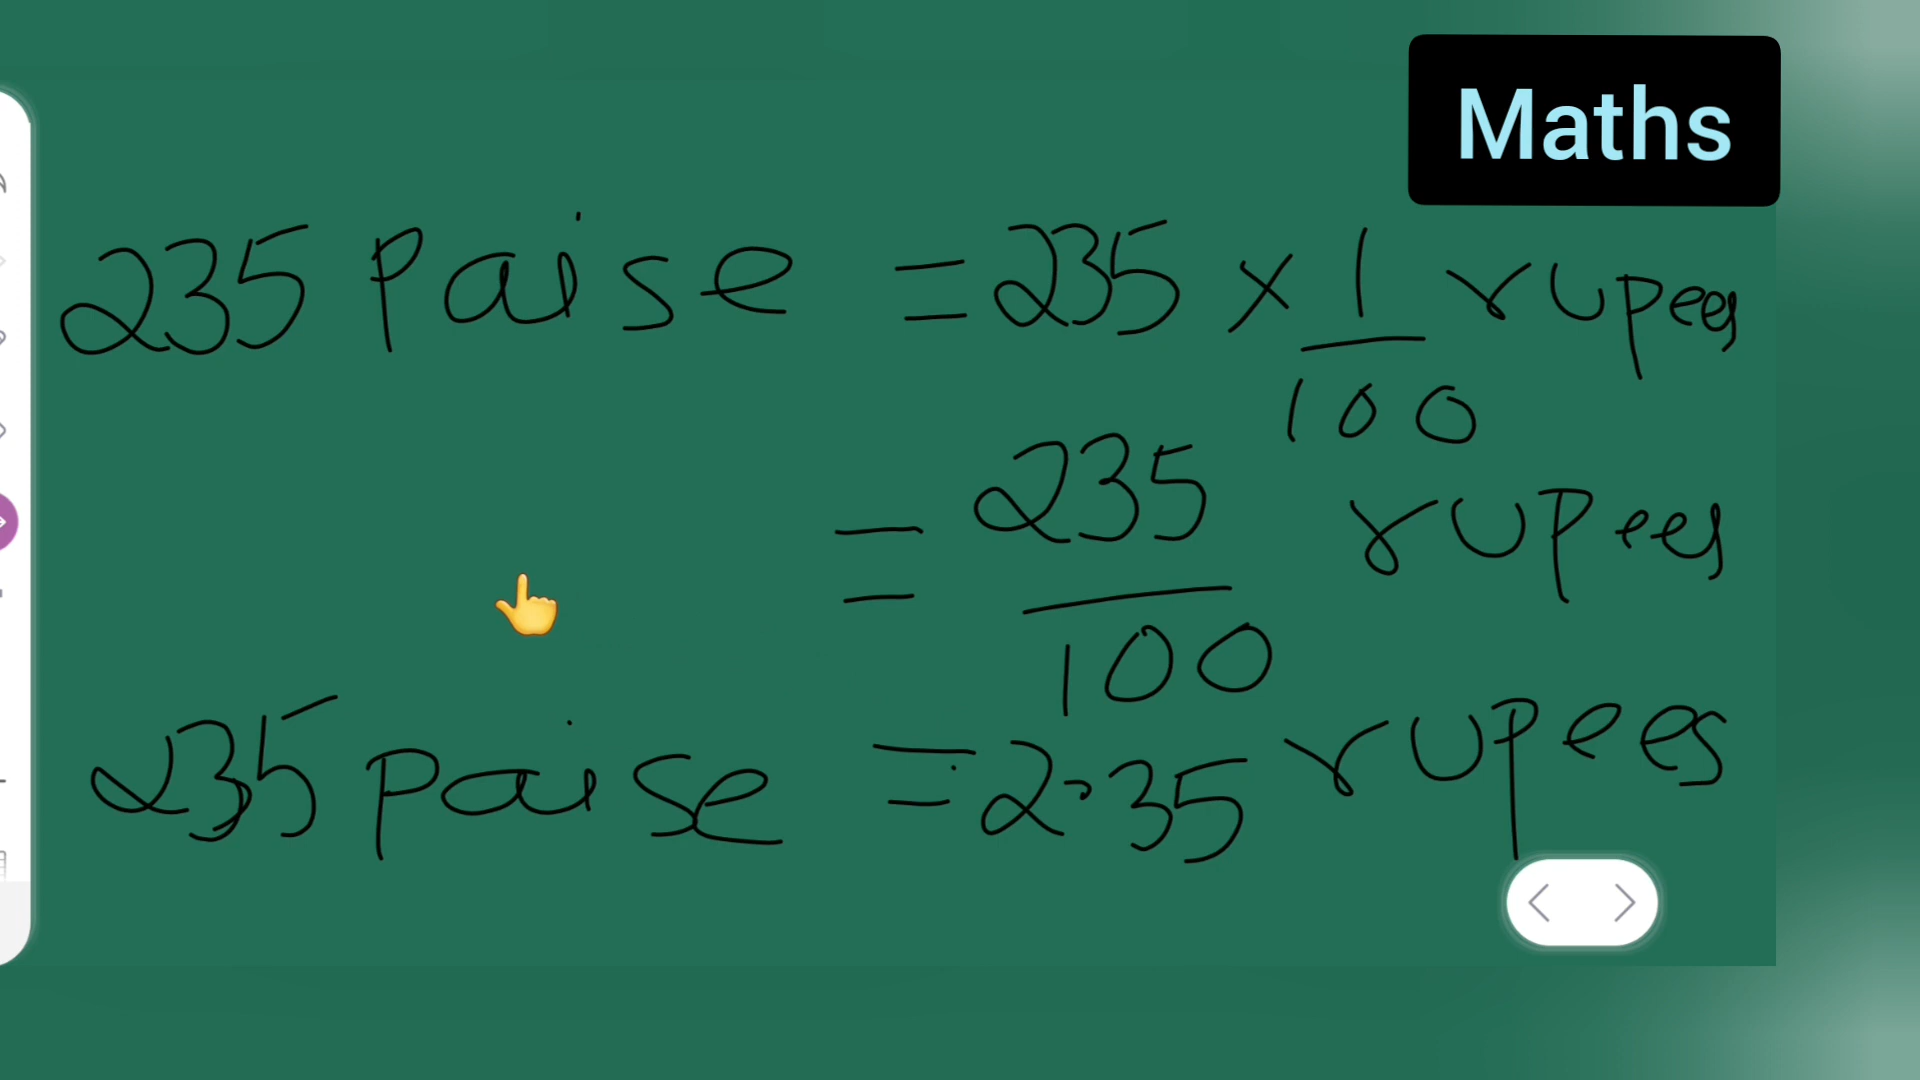 Maths
235 Paise = 235 × 1/100 rupees
= 235/100 rupees
235 Paise = 2.35 rupees